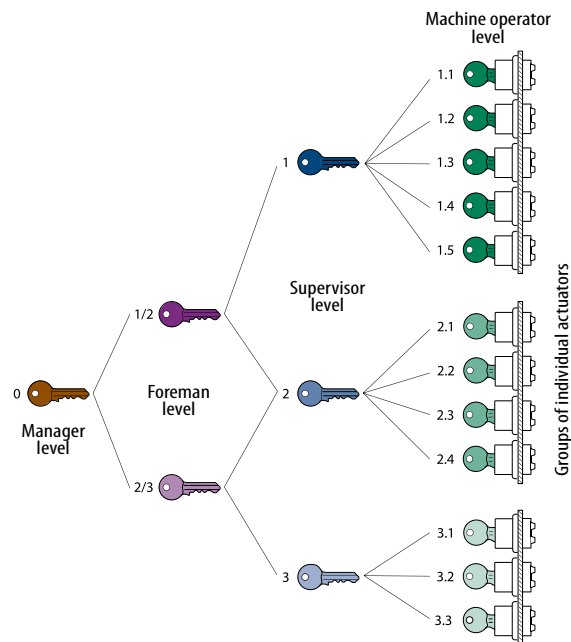 Machine operator
level
1.1
1.2
1.3
1.4
1.5
1
Supervisor
level
1/2
2.1
2.2
2.3
2.4
2
0
Manager
level
Foreman
level
2/3
3
3.1
3.2
3.3
Groups of individual actuators